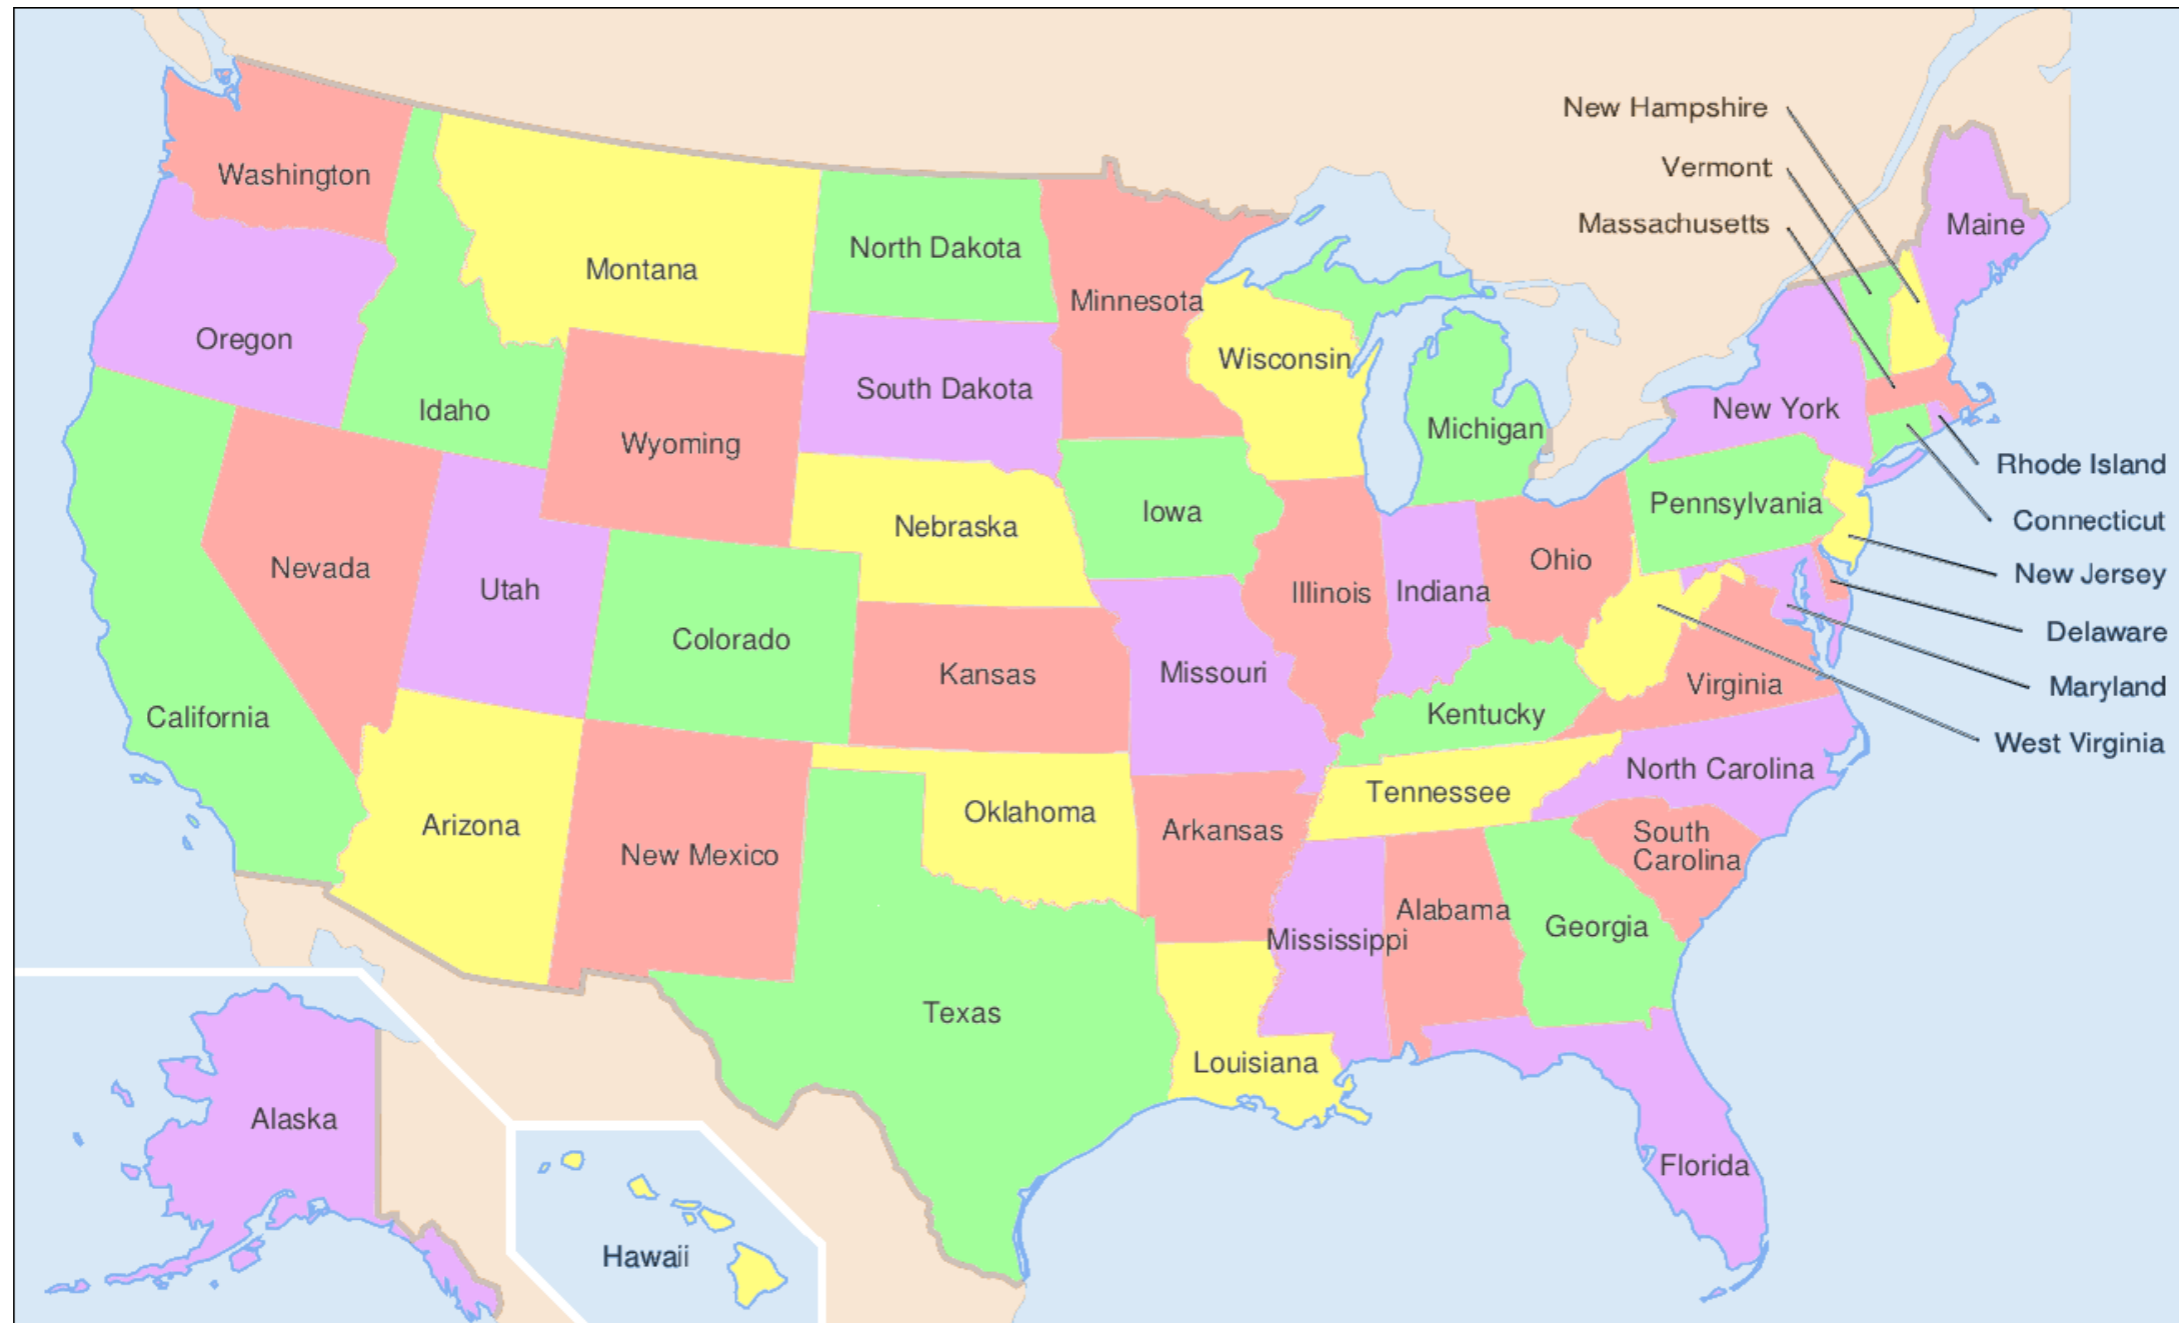 New Hampshire
Vermont
Massachusetts
Washington
Maine
North Dakota
Montana
Minnesota
Oregon
Wisconsin
South Dakota
Idaho
New York
Michigan
Wyoming
Rhode Island
Pennsylvania
Iowa
Connecticut
Nebraska
Ohio
Nevada
New Jersey
Utah
Illinois
Indiana
Delaware
Colorado
Missouri
Kansas
Virginia
Maryland
California
Kentucky
West Virginia
North Carolina
Tennessee
Oklahoma
Arizona
Arkansas
South
Carolina
New Mexico
Alabama
Georgia
Mississippi
Texas
Louisiana
Alaska
Florida
Hawaii